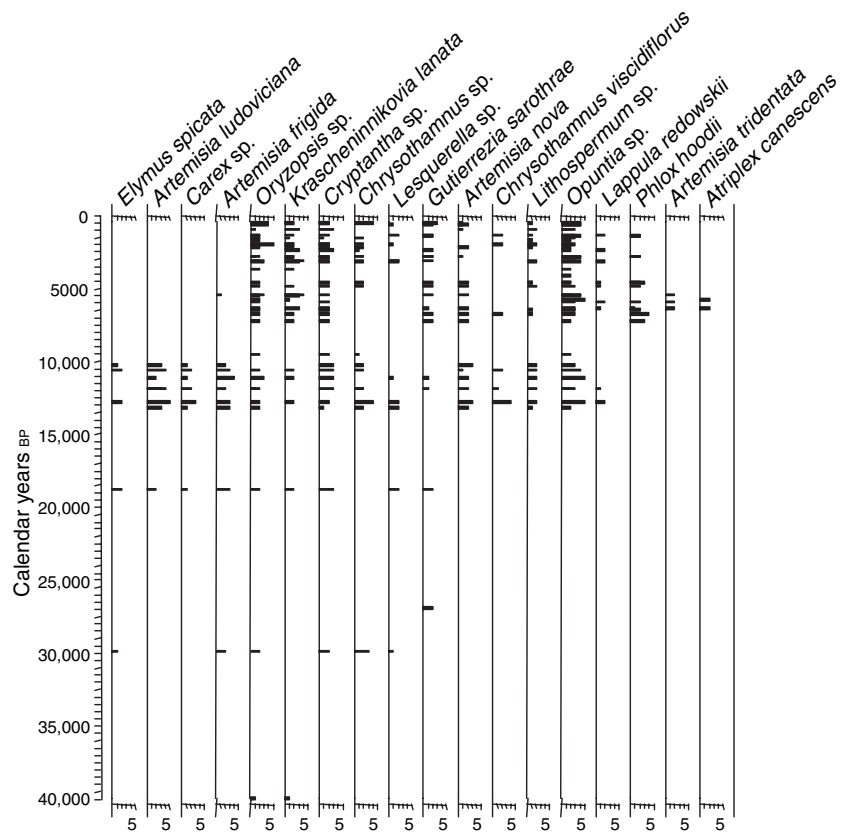 Elymus spicata
Artemisia ludoviciana
Carex sp.
Artemisia frigida
Oryzopsis sp.
Krascheninnikovia lanata
Cryptantha sp.
Chrysothamnus sp.
Lesquerella sp.
Gutierrezia sarothrae
Artemisia nova
Chrysothamnus viscidiflorus
Lithospermum sp.
Opuntia sp.
Lappula redowskii
Phlox hoodii
Artemisia tridentata
Atriplex canescens
Calendar years BP
0
5000
10,000
15,000
20,000
25,000
30,000
35,000
40,000
5 5 5 5 5 5 5 5 5 5 5 5 5 5 5 5 5 5